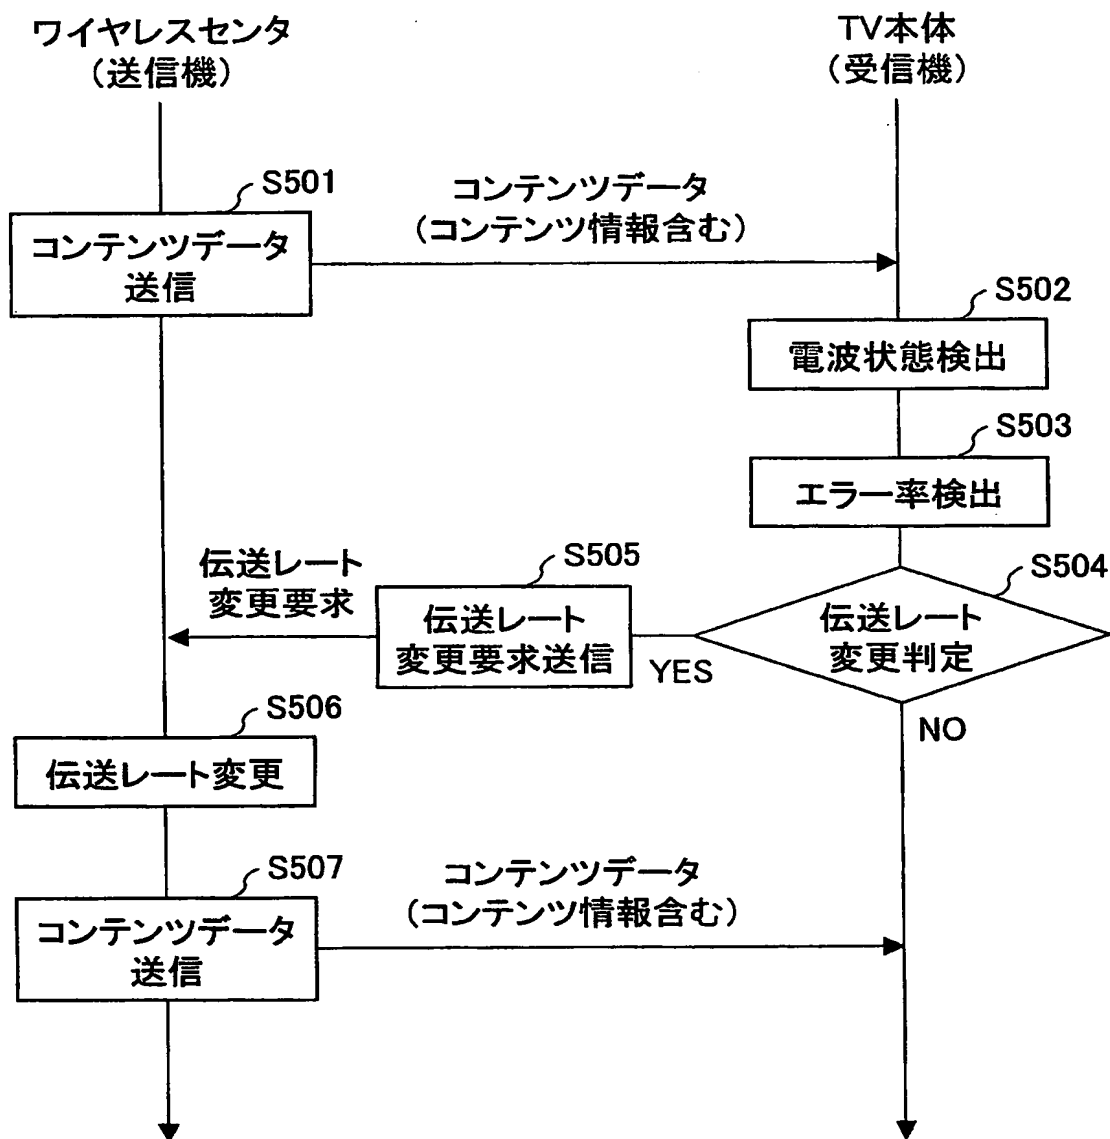 ワイヤレスセンタ
（送信機）
TV本体
（受信機）
S501
コンテンツデータ
送信
コンテンツデータ
（コンテンツ情報含む）
S502
電波状態検出
S503
エラー率検出
S504
伝送レート
変更判定
YES
NO
S505
伝送レート
変更要求送信
伝送レート
変更要求
S506
伝送レート変更
S507
コンテンツデータ
送信
コンテンツデータ
（コンテンツ情報含む）